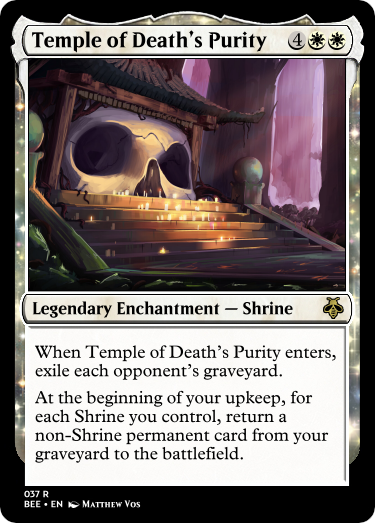 Temple of Death's Purity 4
Legendary Enchantment — Shrine
When Temple of Death's Purity enters,
exile each opponent's graveyard.
At the beginning of your upkeep, for
each Shrine you control, return a
non-Shrine permanent card from your
graveyard to the battlefield.
037 R
BEE • EN Matthew Vos